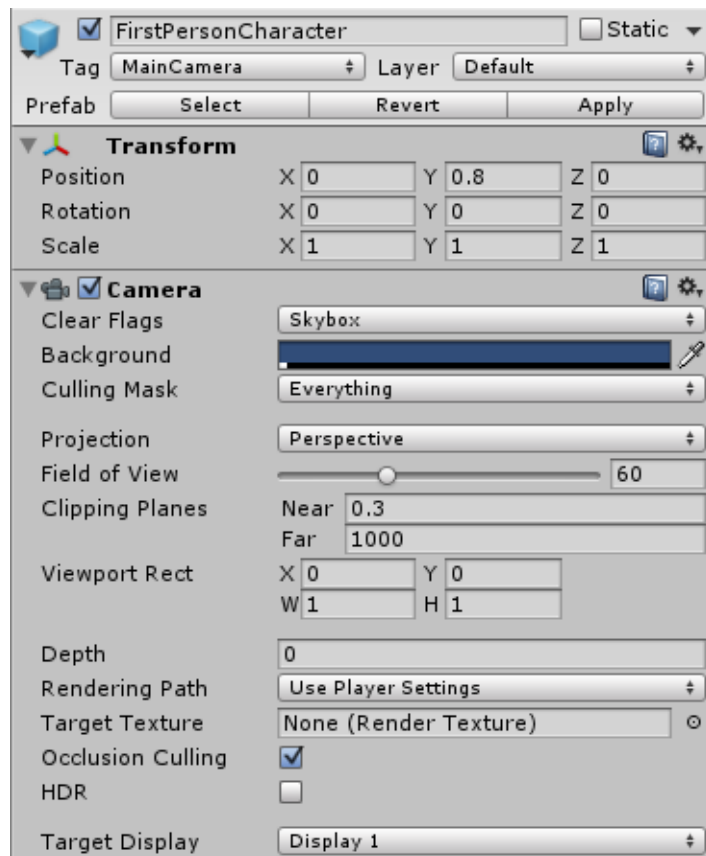 FirstPersonCharacter Static
Tag MainCamera Layer Default
Prefab Select Revert Apply
Transform
Position X 0 Y 0.8 Z 0
Rotation X 0 Y 0 Z 0
Scale X 1 Y 1 Z 1
Camera
Clear Flags Skybox
Background
Culling Mask Everything
Projection Perspective
Field of View 60
Clipping Planes Near 0.3
Far 1000
Viewport Rect X 0 Y 0
W 1 H 1
Depth 0
Rendering Path Use Player Settings
Target Texture None (Render Texture)
Occlusion Culling
HDR
Target Display Display 1